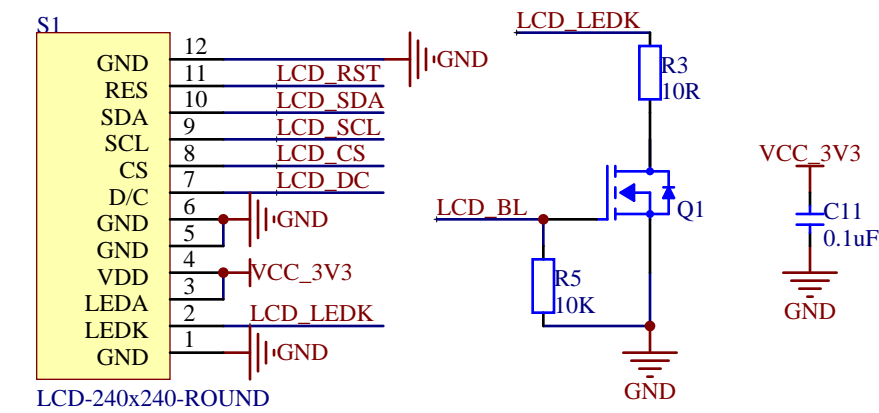 S1
GND 12 GND
RES 11 LCD_RST
SDA 10 LCD_SDA
SCL 9 LCD_SCL
CS 8 LCD_CS
D/C 7 LCD_DC
GND 6 GND
GND 5
VDD 4 VCC_3V3
LEDA 3
LEDK 2 LCD_LEDK
GND 1 GND
LCD-240x240-ROUND
LCD_LEDK
R3
10R
LCD_BL
Q1
R5
10K
GND
VCC_3V3
C11
0.1uF
GND